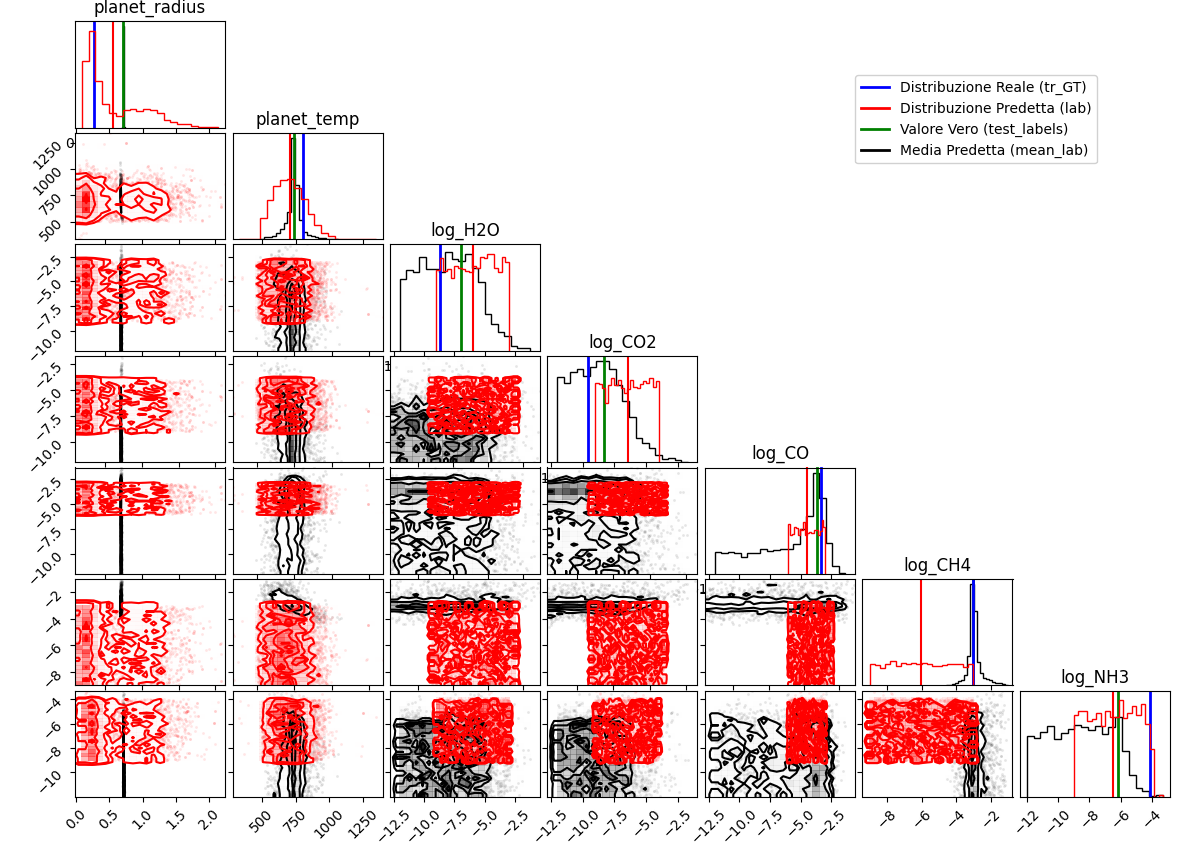 planet_radius
Distribuzione Reale (tr_GT)
Distribuzione Predetta (lab)
Valore Vero (test_labels)
Media Predetta (mean_lab)
planet_temp
1250
1000
750
500
0
log_H2O
−2.5
−5.0
−7.5
−10.0
log_CO2
−2.5
−5.0
−7.5
−10.0
1
log_CO
−2.5
−5.0
−7.5
−10.0
1
log_CH4
−2
−4
−6
−8
1
log_NH3
−4
−6
−8
−10
0.0 0.5 1.0 1.5 2.0 500 750 1000 1250 −12.5 −10.0 −7.5 −5.0 −2.5 −12.5 −10.0 −7.5 −5.0 −2.5 −12.5 −10.0 −7.5 −5.0 −2.5 −8 −6 −4 −2 −12 −10 −8 −6 −4